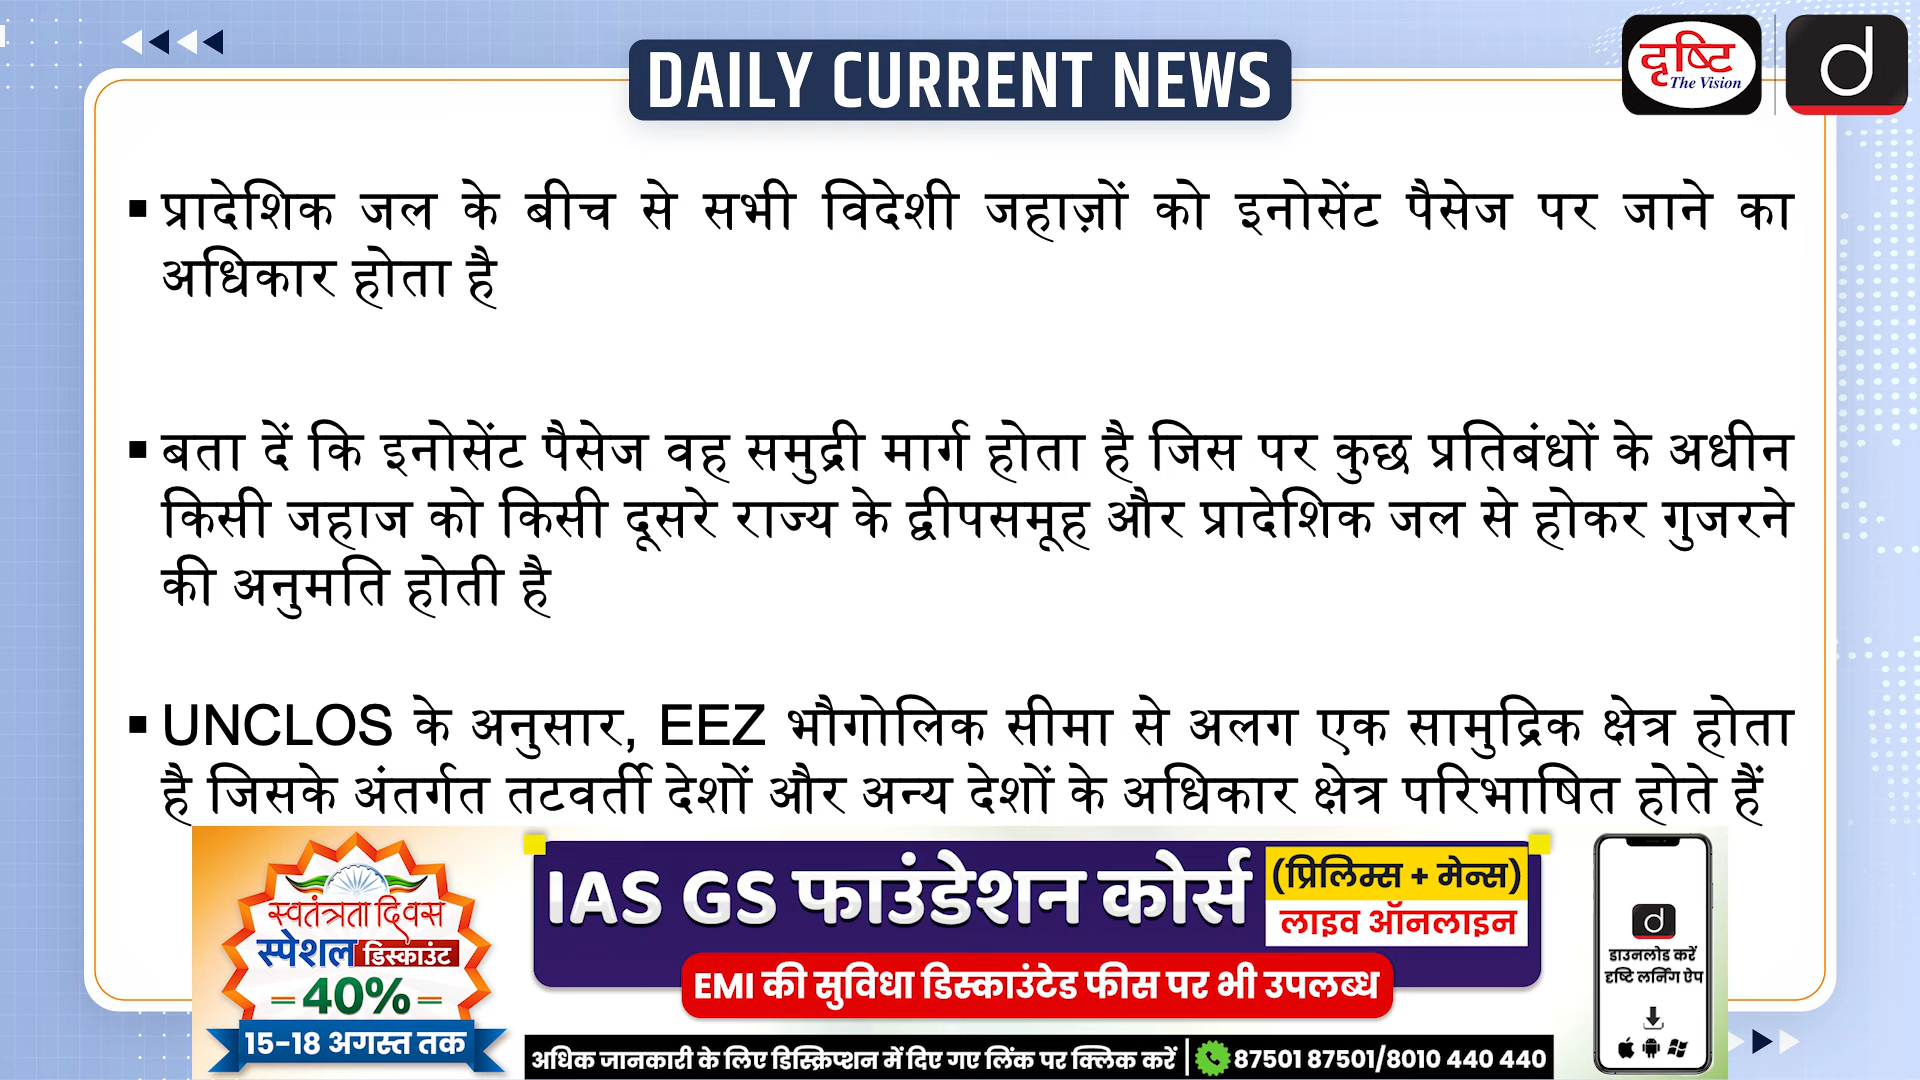 DAILY CURRENT NEWS
दृष्टि
The Vision
d
▪ प्रादेशिक जल के बीच से सभी विदेशी जहाज़ों को इनोसेंट पैसेज पर जाने का
अधिकार होता है
▪ बता दें कि इनोसेंट पैसेज वह समुद्री मार्ग होता है जिस पर कुछ प्रतिबंधों के अधीन
किसी जहाज को किसी दूसरे राज्य के द्वीपसमूह और प्रादेशिक जल से होकर गुजरने
की अनुमति होती है
▪ UNCLOS के अनुसार, EEZ भौगोलिक सीमा से अलग एक सामुद्रिक क्षेत्र होता
है जिसके अंतर्गत तटवर्ती देशों और अन्य देशों के अधिकार क्षेत्र परिभाषित होते हैं
स्वतंत्रता दिवस
स्पेशल डिस्काउंट
40%
15-18 अगस्त तक
IAS GS फाउंडेशन कोर्स
(प्रिलिम्स + मेन्स)
लाइव ऑनलाइन
EMI की सुविधा डिस्काउंटेड फीस पर भी उपलब्ध
अधिक जानकारी के लिए डिस्क्रिप्शन में दिए गए लिंक पर क्लिक करें | 87501 87501/8010 440 440
d
डाउनलोड करें
दृष्टि लर्निंग ऐप